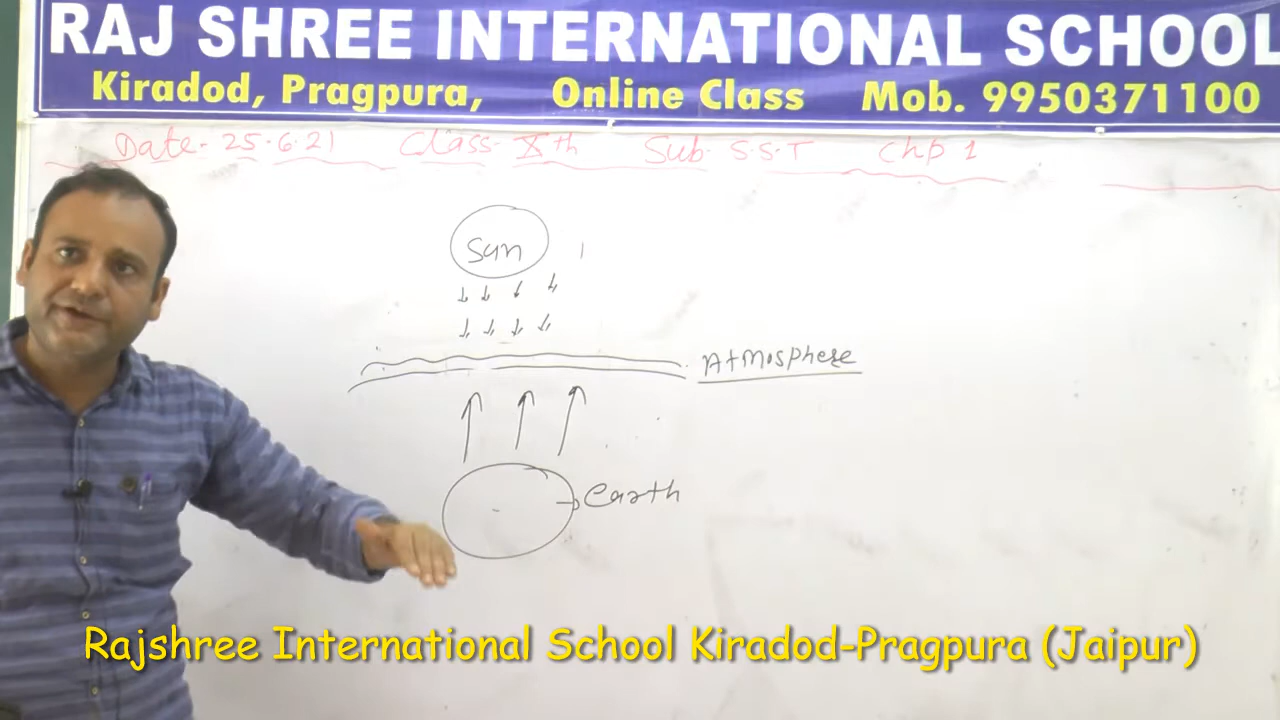 RAJ SHREE INTERNATIONAL SCHOOL
Kiradod, Pragpura, Online Class Mob. 9950371100
Date. 25.6.21 Class- Xth Sub. S.S.T Chp 1
Sun
Atmosphere
earth
Rajshree International School Kiradod-Pragpura (Jaipur)